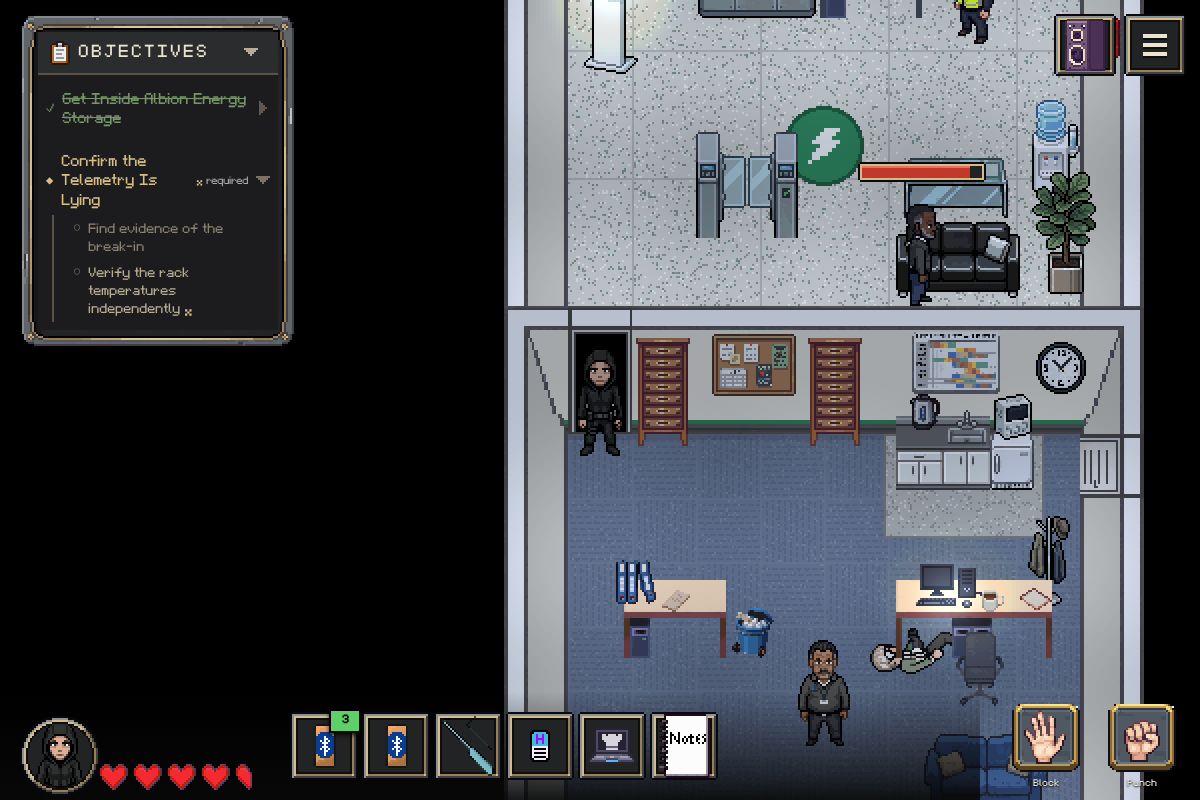 OBJECTIVES
Get Inside Albion Energy
Storage
Confirm the
Telemetry Is
Lying
x required
Find evidence of the
break-in
Verify the rack
temperatures
independently x
3
H
Notes
Block
Punch